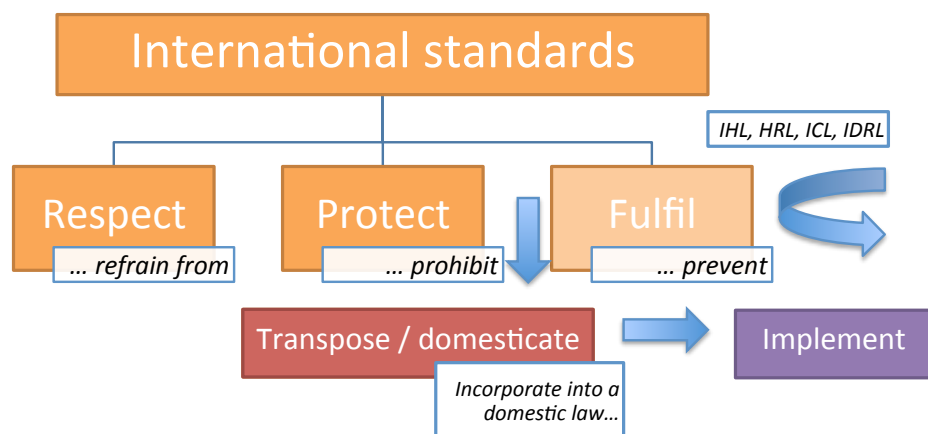 International standards
IHL, HRL, ICL, IDRL
Respect
... refrain from
Protect
... prohibit
Fulfil
... prevent
Transpose / domesticate
Incorporate into a
domestic law...
Implement